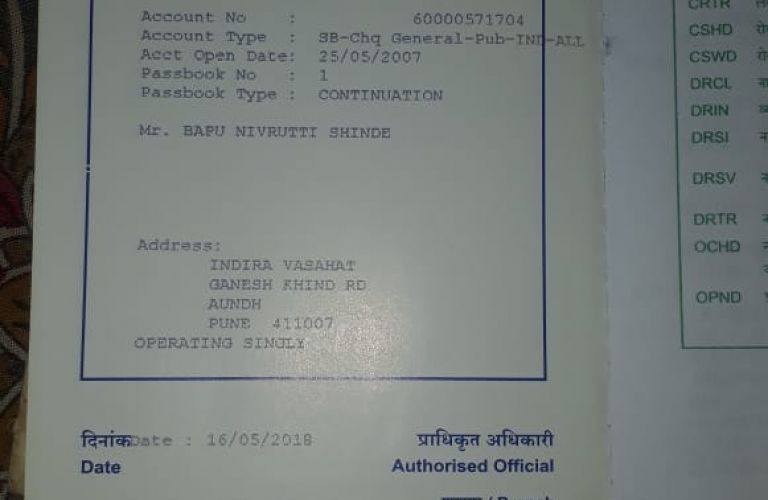 Account No : 60000571704
Account Type : SB-Chq General-Pub-IND-ALL
Acct Open Date: 25/05/2007
Passbook No : 1
Passbook Type : CONTINUATION
Mr. BAPU NIVRUTTI SHINDE
Address:
INDIRA VASAHAT
GANESH KHIND RD
AUNDH
PUNE 411007
OPERATING SINGLY
दिनांक Date : 16/05/2018
Date
प्राधिकृत अधिकारी
Authorised Official
CRTR
CSHD
CSWD
DRCL
DRIN
DRSI
DRSV
DRTR
OCHD
OPND